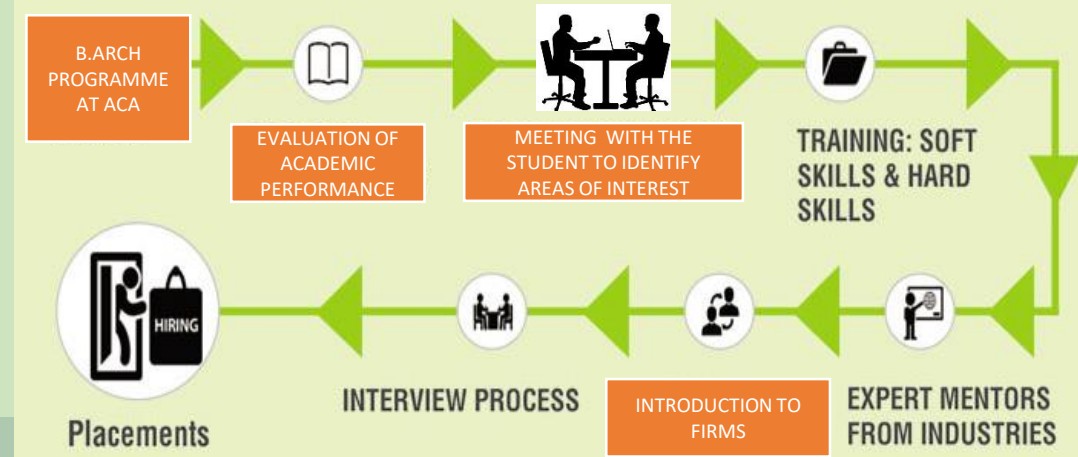 B.ARCH
PROGRAMME
AT ACA
EVALUATION OF
ACADEMIC
PERFORMANCE
MEETING WITH THE
STUDENT TO IDENTIFY
AREAS OF INTEREST
TRAINING: SOFT
SKILLS & HARD
SKILLS
EXPERT MENTORS
FROM INDUSTRIES
INTRODUCTION TO
FIRMS
INTERVIEW PROCESS
HIRING
Placements